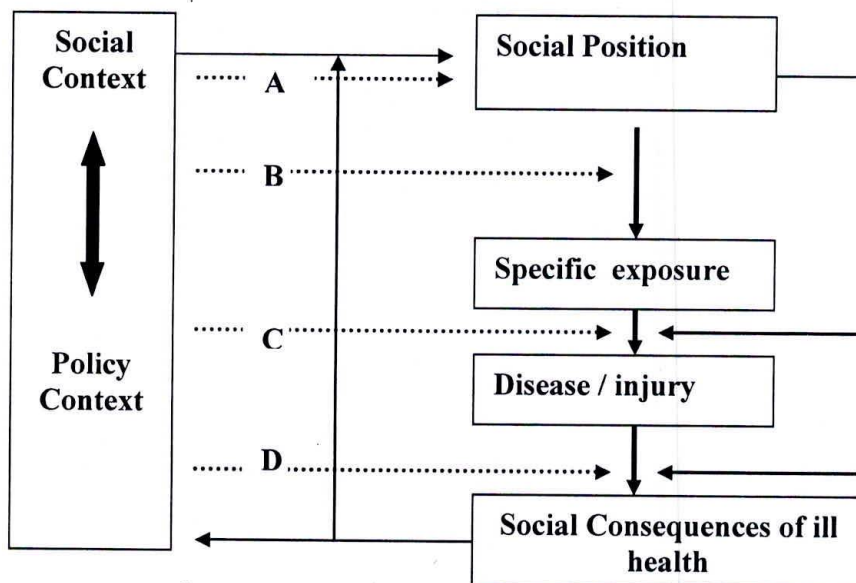 Social
Context
Policy
Context
A
B
C
D
Social Position
Specific exposure
Disease / injury
Social Consequences of ill
health